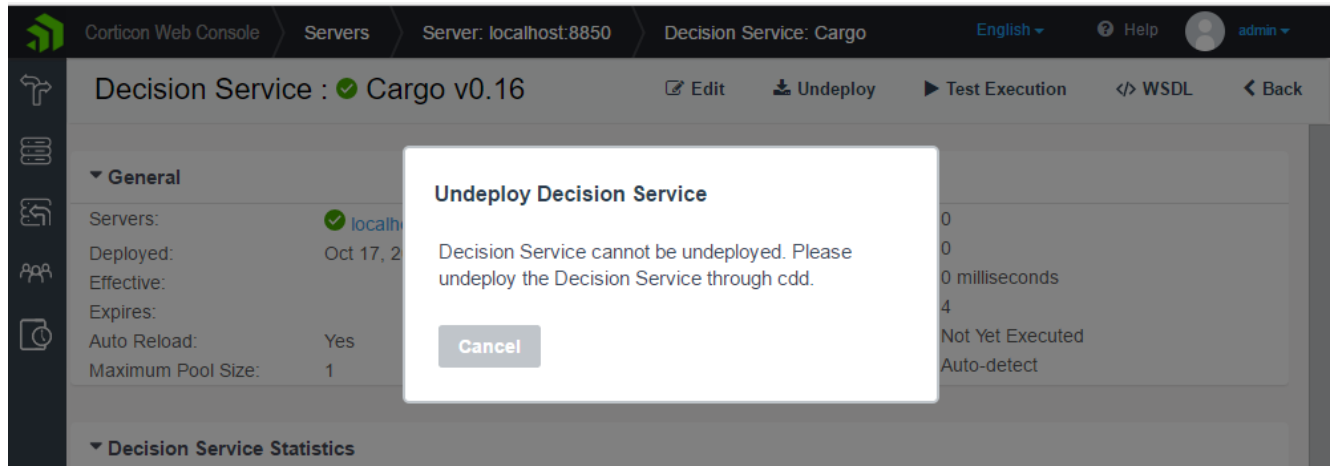 Corticon Web Console Servers Server: localhost:8850 Decision Service: Cargo English Help admin
Decision Service : Cargo v0.16 Edit Undeploy Test Execution </> WSDL Back
General
Undeploy Decision Service
Servers: 0
Deployed: Oct 17, 2 Decision Service cannot be undeployed. Please 0
Effective: undeploy the Decision Service through cdd. 0 milliseconds
Expires: 4
Auto Reload: Yes Cancel Not Yet Executed
Maximum Pool Size: 1 Auto-detect
Decision Service Statistics